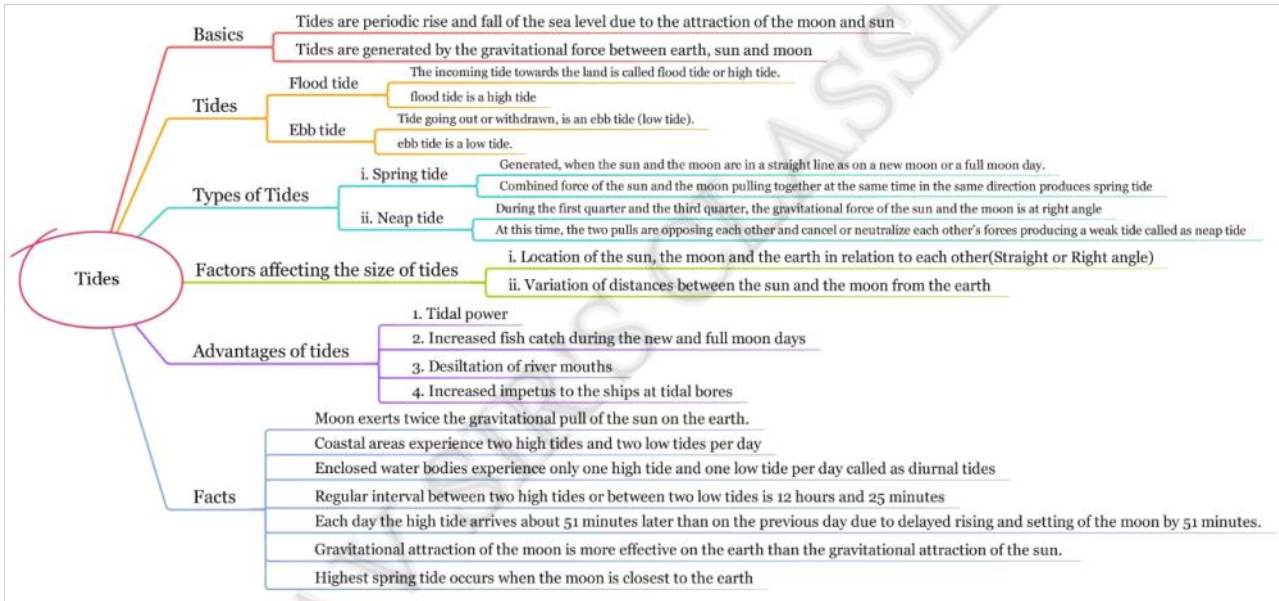 Tides
Basics
Tides are periodic rise and fall of the sea level due to the attraction of the moon and sun
Tides are generated by the gravitational force between earth, sun and moon
Tides
Flood tide
The incoming tide towards the land is called flood tide or high tide.
flood tide is a high tide
Ebb tide
Tide going out or withdrawn, is an ebb tide (low tide).
ebb tide is a low tide.
Types of Tides
i. Spring tide
Generated, when the sun and the moon are in a straight line as on a new moon or a full moon day.
Combined force of the sun and the moon pulling together at the same time in the same direction produces spring tide
ii. Neap tide
During the first quarter and the third quarter, the gravitational force of the sun and the moon is at right angle
At this time, the two pulls are opposing each other and cancel or neutralize each other's forces producing a weak tide called as neap tide
Factors affecting the size of tides
i. Location of the sun, the moon and the earth in relation to each other(Straight or Right angle)
ii. Variation of distances between the sun and the moon from the earth
Advantages of tides
1. Tidal power
2. Increased fish catch during the new and full moon days
3. Desiltation of river mouths
4. Increased impetus to the ships at tidal bores
Facts
Moon exerts twice the gravitational pull of the sun on the earth.
Coastal areas experience two high tides and two low tides per day
Enclosed water bodies experience only one high tide and one low tide per day called as diurnal tides
Regular interval between two high tides or between two low tides is 12 hours and 25 minutes
Each day the high tide arrives about 51 minutes later than on the previous day due to delayed rising and setting of the moon by 51 minutes.
Gravitational attraction of the moon is more effective on the earth than the gravitational attraction of the sun.
Highest spring tide occurs when the moon is closest to the earth
V SIR'S CLASSE